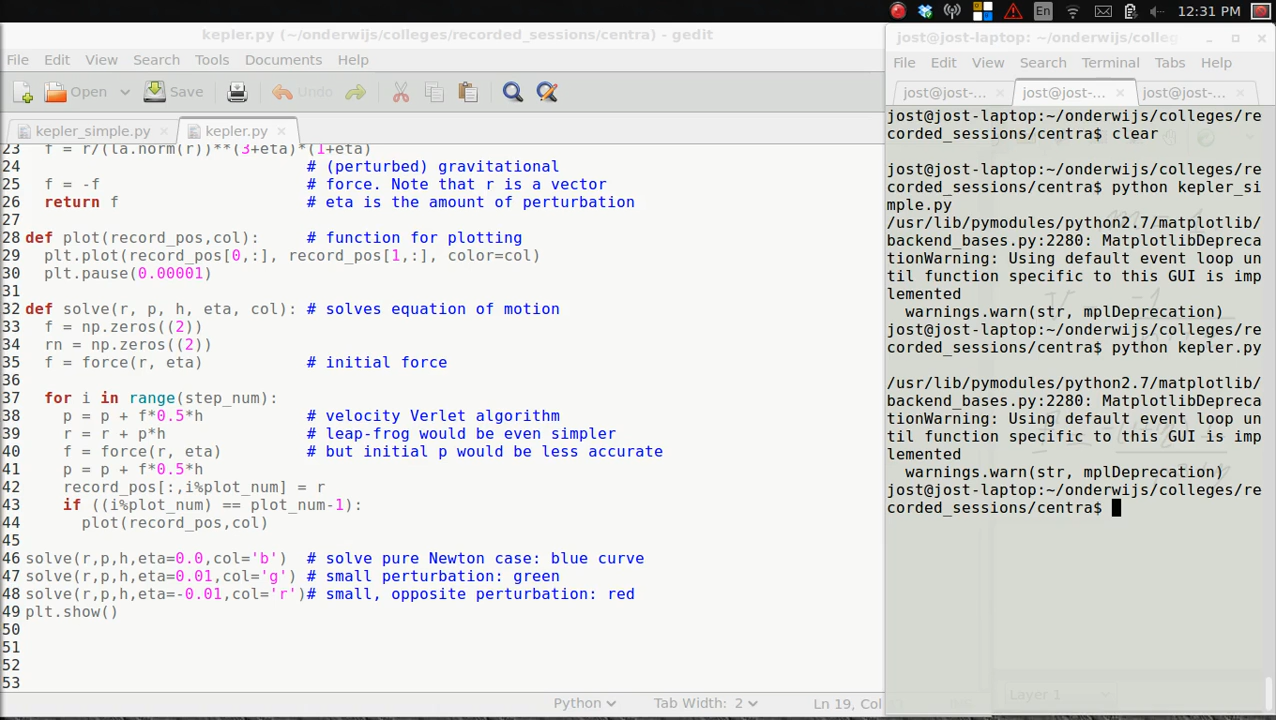 En 12:31 PM
kepler.py (~/onderwijs/colleges/recorded_sessions/centra) - gedit
File Edit View Search Tools Documents Help
Open Save Undo
kepler_simple.py kepler.py
23 f = r/(la.norm(r))**(3+eta)*(1+eta)
24 # (perturbed) gravitational
25 f = -f # force. Note that r is a vector
26 return f # eta is the amount of perturbation
27
28 def plot(record_pos,col): # function for plotting
29 plt.plot(record_pos[0,:], record_pos[1,:], color=col)
30 plt.pause(0.00001)
31
32 def solve(r, p, h, eta, col): # solves equation of motion
33 f = np.zeros((2))
34 rn = np.zeros((2))
35 f = force(r, eta) # initial force
36
37 for i in range(step_num):
38 p = p + f*0.5*h # velocity Verlet algorithm
39 r = r + p*h # leap-frog would be even simpler
40 f = force(r, eta) # but initial p would be less accurate
41 p = p + f*0.5*h
42 record_pos[:,i%plot_num] = r
43 if ((i%plot_num) == plot_num-1):
44 plot(record_pos,col)
45
46 solve(r,p,h,eta=0.0,col='b') # solve pure Newton case: blue curve
47 solve(r,p,h,eta=0.01,col='g') # small perturbation: green
48 solve(r,p,h,eta=-0.01,col='r')# small, opposite perturbation: red
49 plt.show()
50
51
52
53
Python Tab Width: 2 Ln 19, Col
jost@jost-laptop: ~/onderwijs/colleg
File Edit View Search Terminal Tabs Help
jost@jost-... jost@jost-... jost@jost-...
jost@jost-laptop:~/onderwijs/colleges/re
corded_sessions/centra$ clear
jost@jost-laptop:~/onderwijs/colleges/re
corded_sessions/centra$ python kepler_si
mple.py
/usr/lib/pymodules/python2.7/matplotlib/
backend_bases.py:2280: MatplotlibDepreca
tionWarning: Using default event loop un
til function specific to this GUI is imp
lemented
warnings.warn(str, mplDeprecation)
jost@jost-laptop:~/onderwijs/colleges/re
corded_sessions/centra$ python kepler.py
/usr/lib/pymodules/python2.7/matplotlib/
backend_bases.py:2280: MatplotlibDepreca
tionWarning: Using default event loop un
til function specific to this GUI is imp
lemented
warnings.warn(str, mplDeprecation)
jost@jost-laptop:~/onderwijs/colleges/re
corded_sessions/centra$
Layer 1